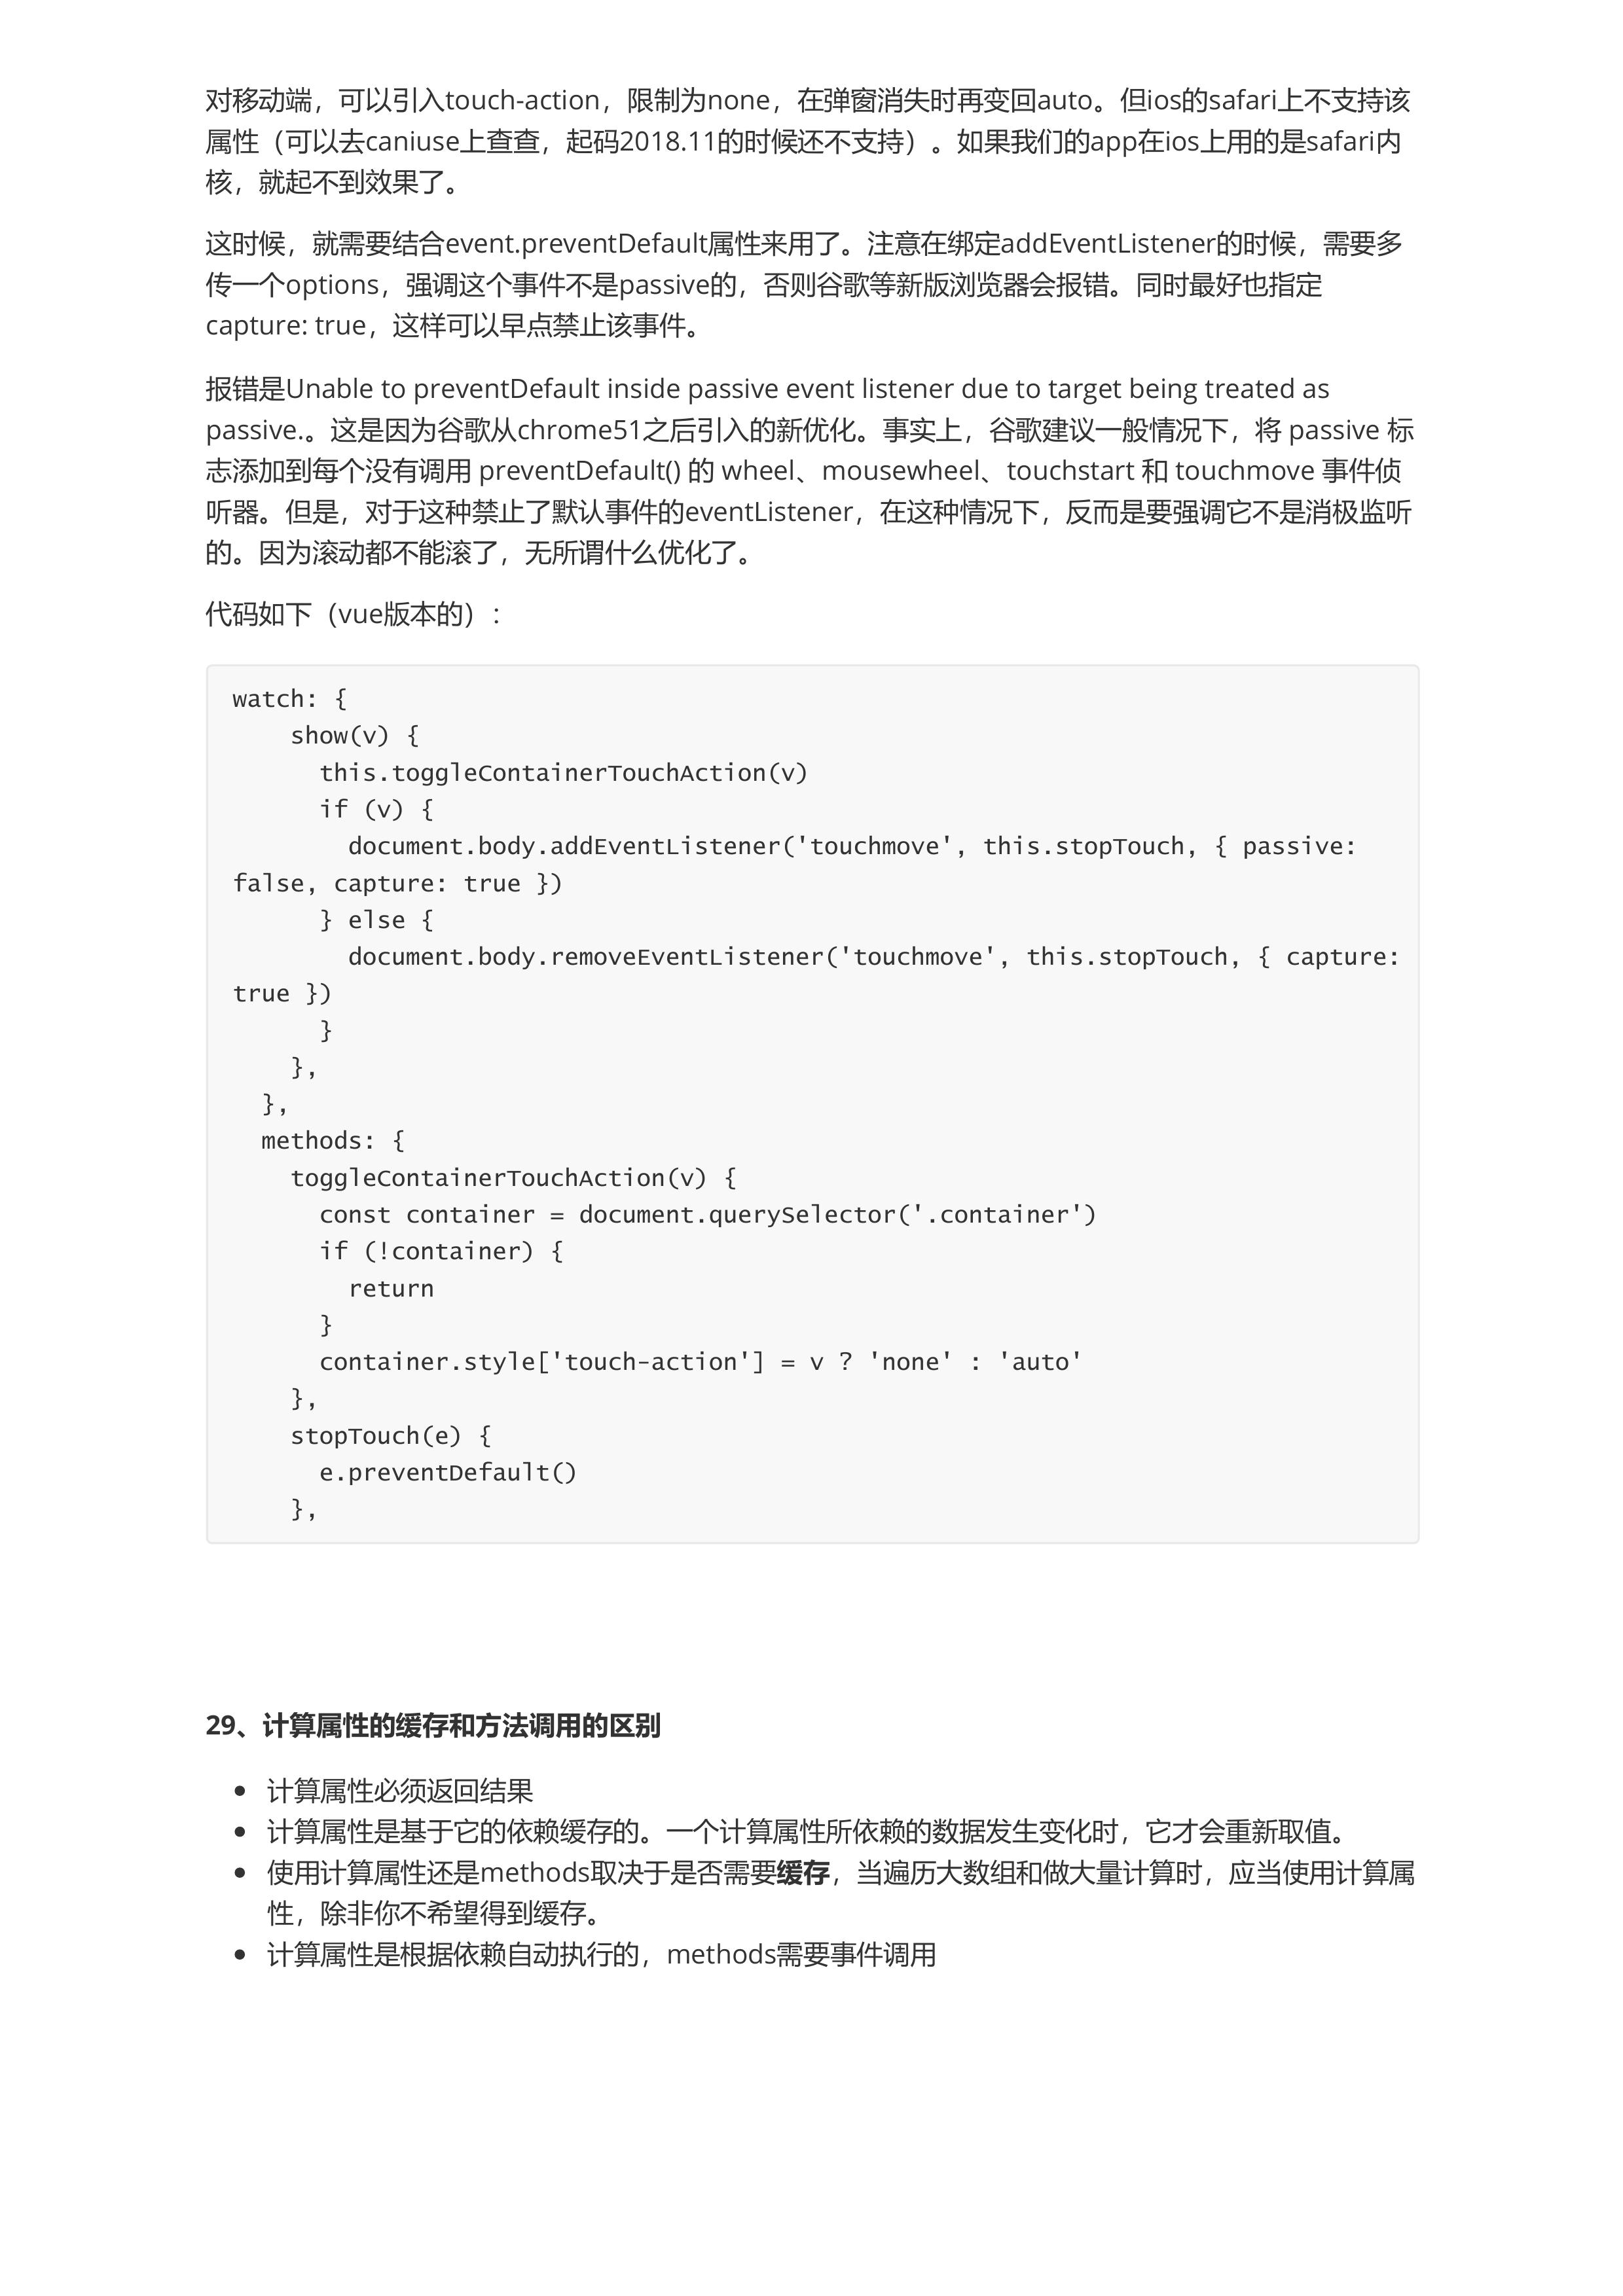 对移动端，可以引入touch-action，限制为none，在弹窗消失时再变回auto。但ios的safari上不支持该
属性（可以去caniuse上查查，起码2018.11的时候还不支持）。如果我们的app在ios上用的是safari内
核，就起不到效果了。
这时候，就需要结合event.preventDefault属性来用了。注意在绑定addEventListener的时候，需要多
传一个options，强调这个事件不是passive的，否则谷歌等新版浏览器会报错。同时最好也指定
capture: true，这样可以早点禁止该事件。
报错是Unable to preventDefault inside passive event listener due to target being treated as
passive.。这是因为谷歌从chrome51之后引入的新优化。事实上，谷歌建议一般情况下，将 passive 标
志添加到每个没有调用 preventDefault() 的 wheel、mousewheel、touchstart 和 touchmove 事件侦
听器。但是，对于这种禁止了默认事件的eventListener，在这种情况下，反而是要强调它不是消极监听
的。因为滚动都不能滚了，无所谓什么优化了。
代码如下（vue版本的）：
watch: {
    show(v) {
      this.toggleContainerTouchAction(v)
      if (v) {
        document.body.addEventListener('touchmove', this.stopTouch, { passive:
false, capture: true })
      } else {
        document.body.removeEventListener('touchmove', this.stopTouch, { capture:
true })
      }
    },
  },
  methods: {
    toggleContainerTouchAction(v) {
      const container = document.querySelector('.container')
      if (!container) {
        return
      }
      container.style['touch-action'] = v ? 'none' : 'auto'
    },
    stopTouch(e) {
      e.preventDefault()
    },
29、计算属性的缓存和方法调用的区别
• 计算属性必须返回结果
• 计算属性是基于它的依赖缓存的。一个计算属性所依赖的数据发生变化时，它才会重新取值。
• 使用计算属性还是methods取决于是否需要缓存，当遍历大数组和做大量计算时，应当使用计算属
性，除非你不希望得到缓存。
• 计算属性是根据依赖自动执行的，methods需要事件调用